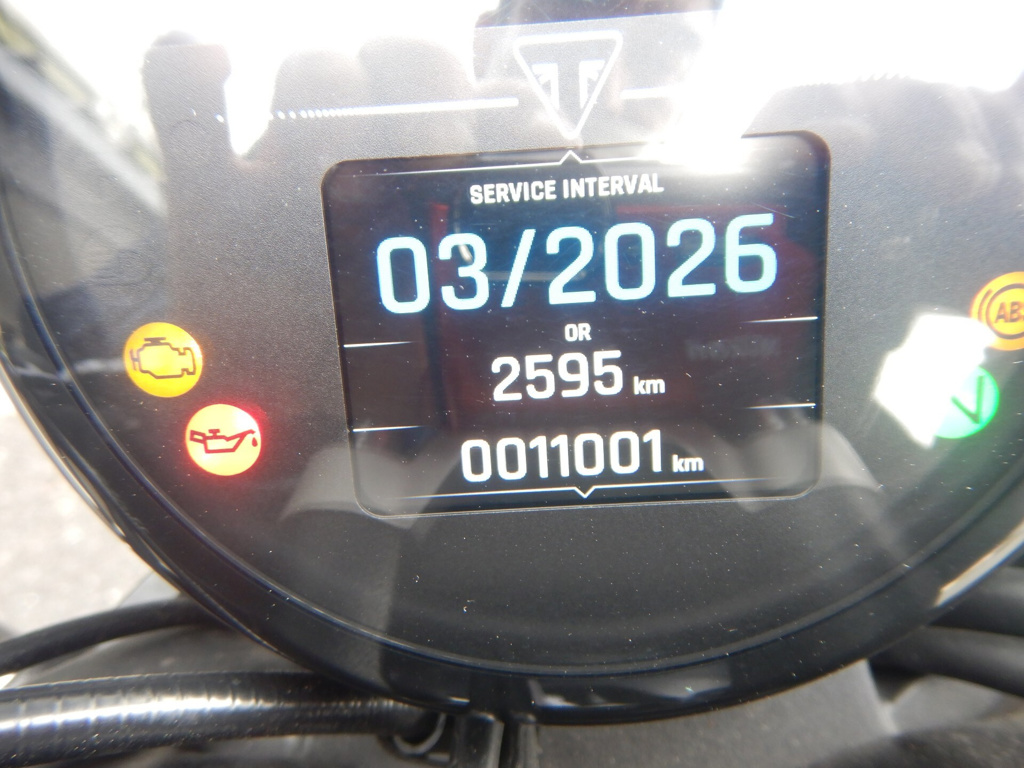 SERVICE INTERVAL
03/2026
OR
2595 km
0011001 km
ABS